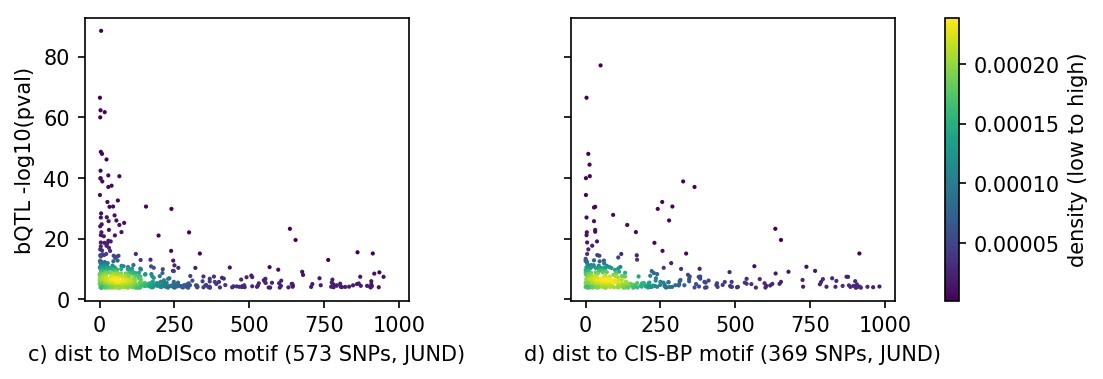 bQTL -log10(pval)
80
60
40
20
0
0 250 500 750 1000
c) dist to MoDISco motif (573 SNPs, JUND)
0 250 500 750 1000
d) dist to CIS-BP motif (369 SNPs, JUND)
0.00020
0.00015
0.00010
0.00005
density (low to high)